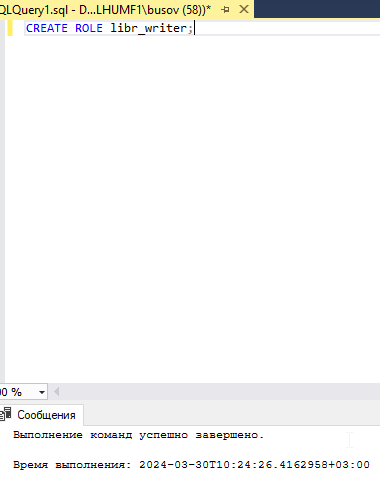 QLQuery1.sql - D...LHUMF1\busov (58))*
CREATE ROLE libr_writer;
00 %
Сообщения
Выполнение команд успешно завершено.
Время выполнения: 2024-03-30T10:24:26.4162958+03:00